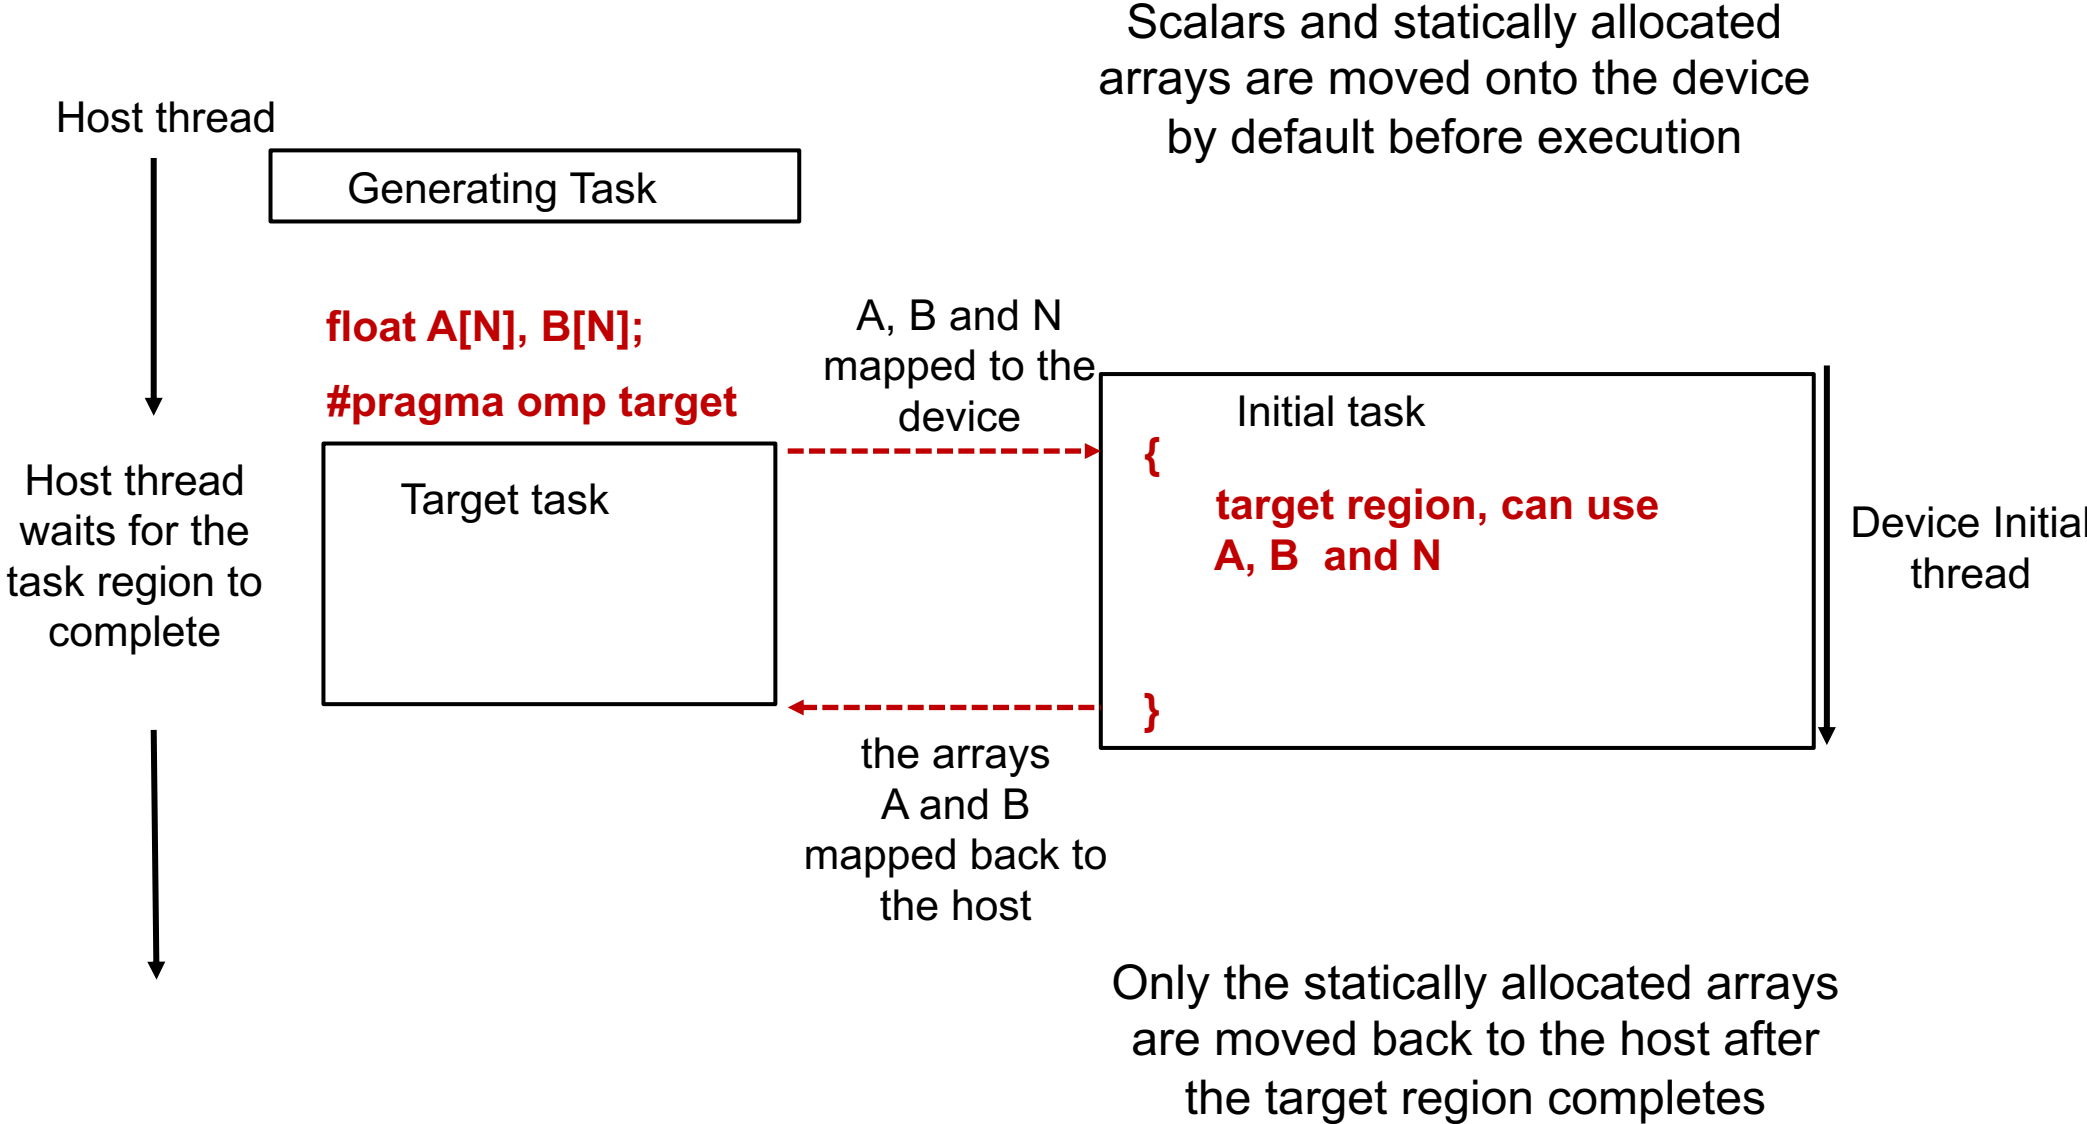 Scalars and statically allocated
arrays are moved onto the device
by default before execution
Host thread
Generating Task
float A[N], B[N];
#pragma omp target
A, B and N
mapped to the
device
Initial task
{
target region, can use
A, B  and N
}
Target task
Host thread
waits for the
task region to
complete
Device Initial
thread
the arrays
A and B
mapped back to
the host
Only the statically allocated arrays
are moved back to the host after
the target region completes